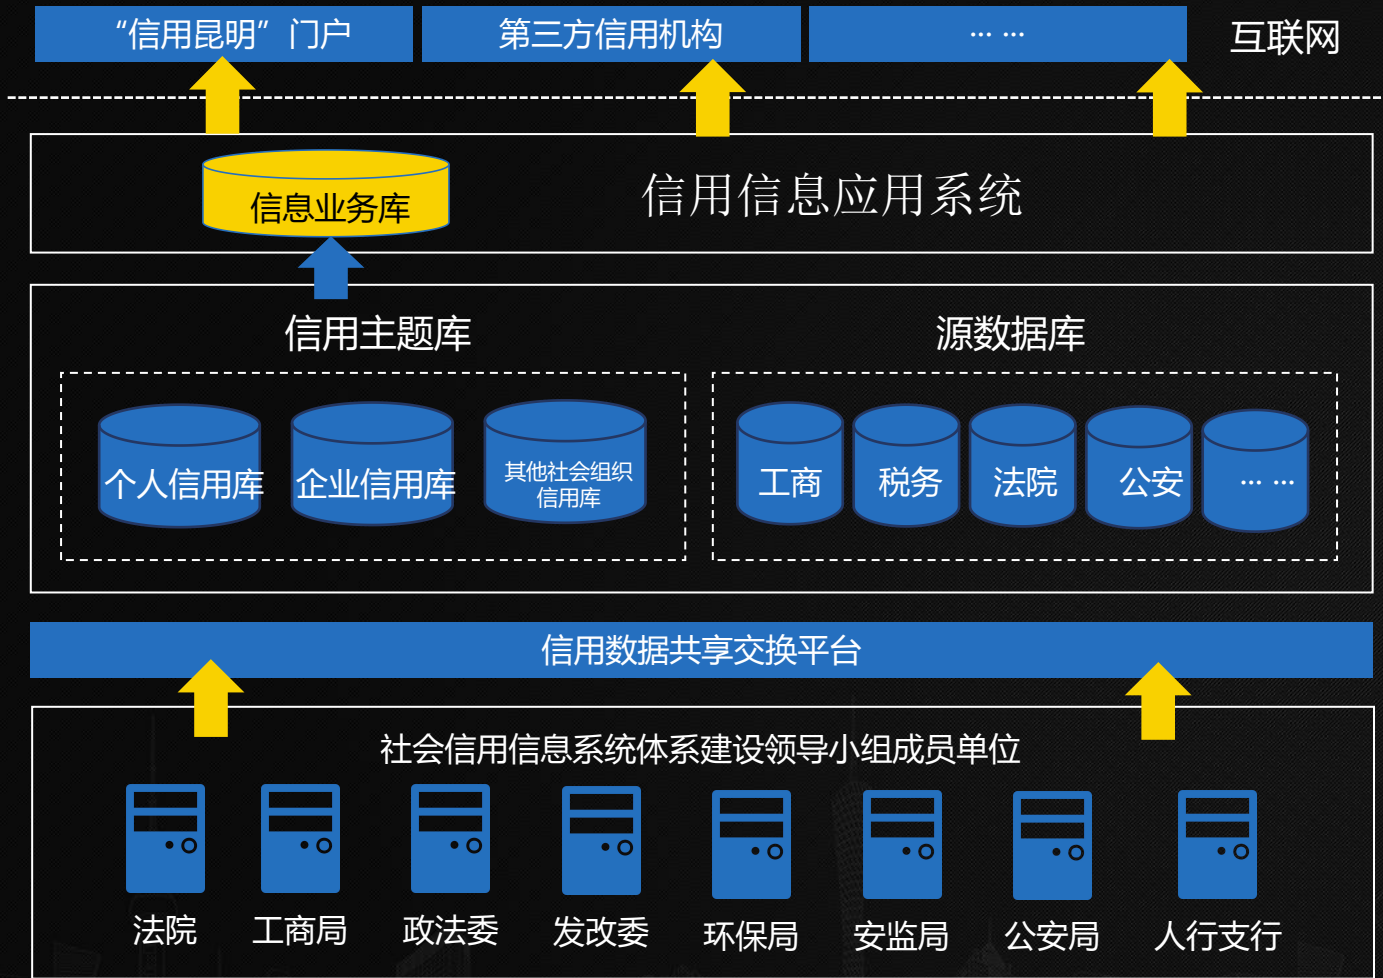 “信用昆明”门户
第三方信用机构
... ...
互联网
信息业务库
信用信息应用系统
信用主题库
源数据库
个人信用库
企业信用库
其他社会组织
信用库
工商
税务
法院
公安
... ...
信用数据共享交换平台
社会信用信息系统体系建设领导小组成员单位
法院
工商局
政法委
发改委
环保局
安监局
公安局
人行支行